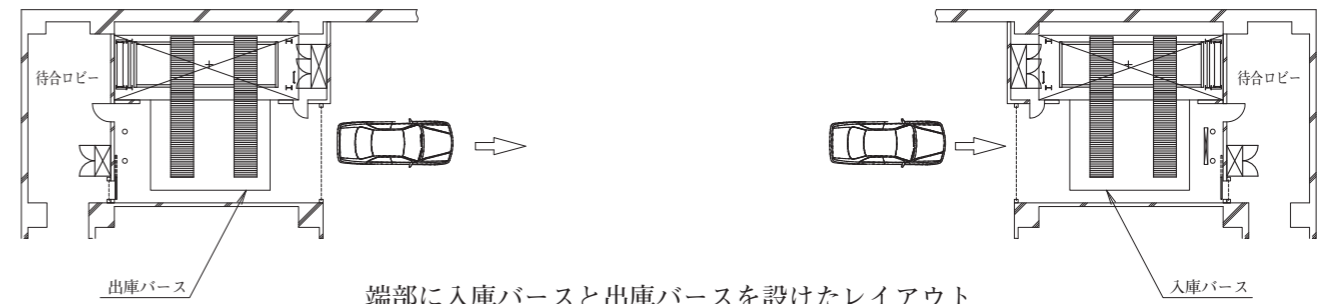 待合ロビー
待合ロビー
出庫バース
入庫バース
端部に入庫バースと出庫バースを設けたレイアウト